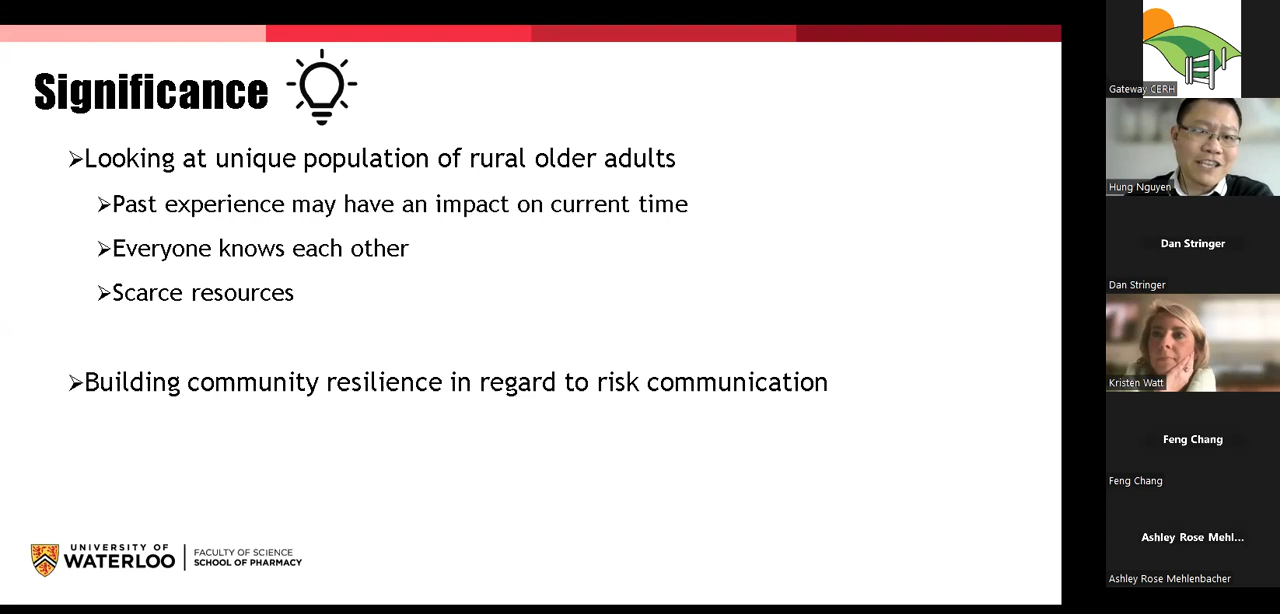 Significance
➢Looking at unique population of rural older adults
➢Past experience may have an impact on current time
➢Everyone knows each other
➢Scarce resources
➢Building community resilience in regard to risk communication
UNIVERSITY OF
WATERLOO
FACULTY OF SCIENCE
SCHOOL OF PHARMACY
Gateway CERH
Hung Nguyen
Dan Stringer
Dan Stringer
Kristen Watt
Feng Chang
Feng Chang
Ashley Rose Mehl...
Ashley Rose Mehlenbacher